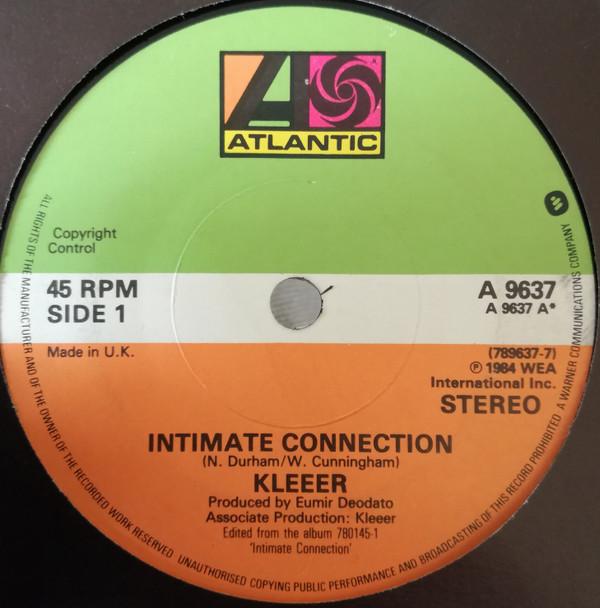 ATLANTIC
Copyright
Control
45 RPM
SIDE 1
Made in U.K.
A 9637
A 9637 A*
(789637-7)
℗ 1984 WEA
International Inc.
STEREO
INTIMATE CONNECTION
(N. Durham/W. Cunningham)
KLEEER
Produced by Eumir Deodato
Associate Production: Kleeer
Edited from the album 780145-1
'Intimate Connection'
ALL RIGHTS OF THE MANUFACTURER AND OF THE OWNER OF THE RECORDED WORK RESERVED UNAUTHORISED COPYING PUBLIC PERFORMANCE AND BROADCASTING OF THIS RECORD PROHIBITED A WARNER COMMUNICATIONS COMPANY